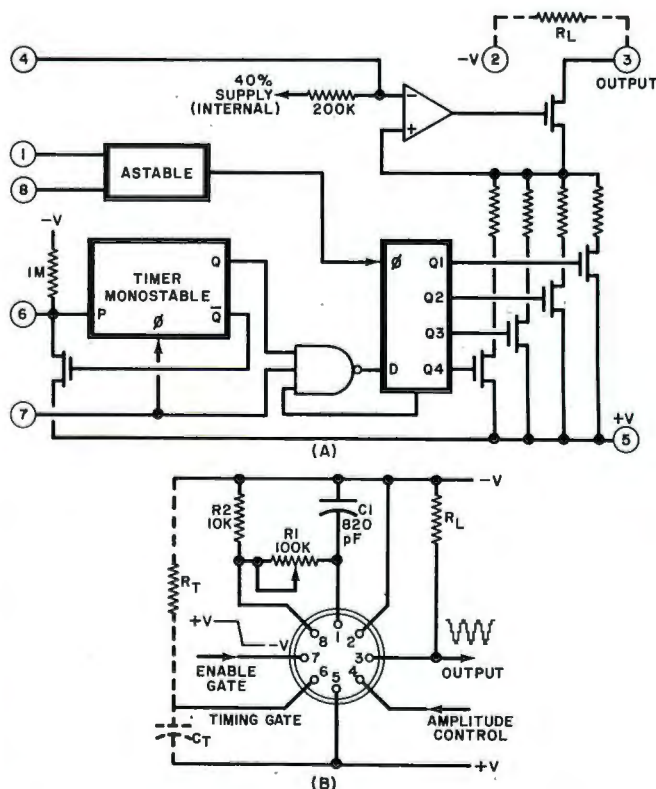 RL
-V 2
3
OUTPUT
4
40%
SUPPLY
(INTERNAL)
200K
-
+
1
8
ASTABLE
-V
1M
TIMER
MONOSTABLE
Q
Q̅
P
Ø
6
7
Ø
Q1
Q2
D
Q3
Q4
+V
5
(A)
-V
R2
10K
R1
100K
C1
820
pF
RL
RT
+V
-V
8
1
2
7
3
6
5
4
ENABLE
GATE
OUTPUT
TIMING GATE
AMPLITUDE
CONTROL
CT
+V
(B)